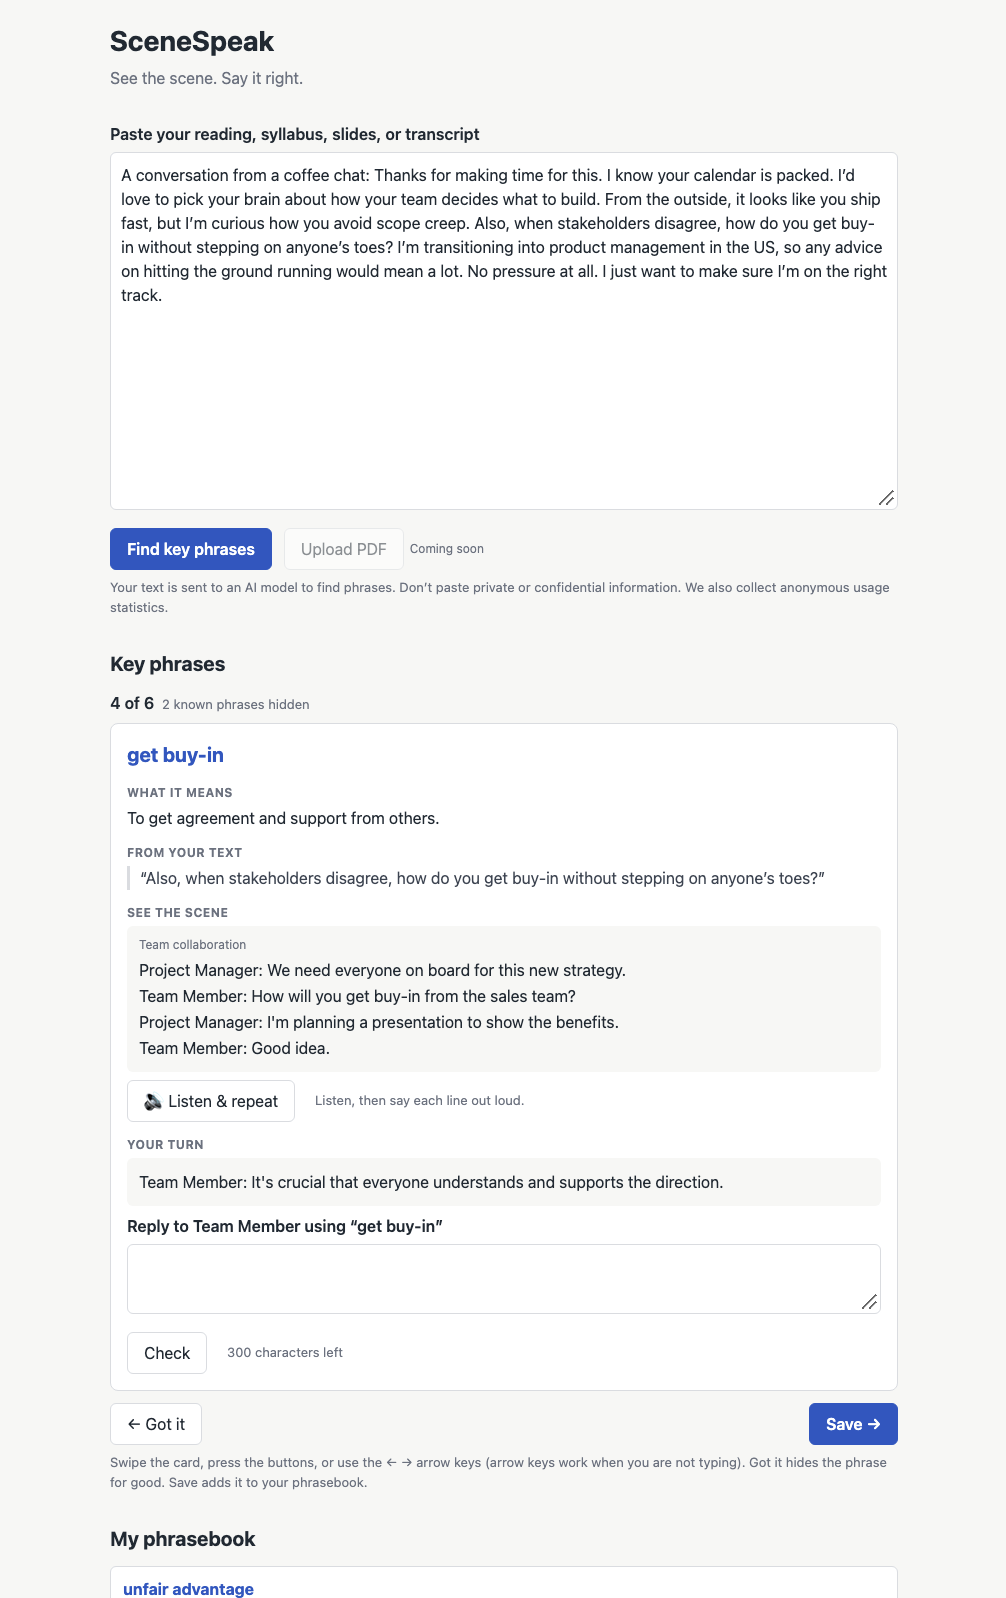 SceneSpeak
See the scene. Say it right.
Paste your reading, syllabus, slides, or transcript
A conversation from a coffee chat: Thanks for making time for this. I know your calendar is packed. I’d
love to pick your brain about how your team decides what to build. From the outside, it looks like you ship
fast, but I’m curious how you avoid scope creep. Also, when stakeholders disagree, how do you get buy-
in without stepping on anyone’s toes? I’m transitioning into product management in the US, so any advice
on hitting the ground running would mean a lot. No pressure at all. I just want to make sure I’m on the right
track.
Find key phrases
Upload PDF
Coming soon
Your text is sent to an AI model to find phrases. Don’t paste private or confidential information. We also collect anonymous usage
statistics.
Key phrases
4 of 6 2 known phrases hidden
get buy-in
WHAT IT MEANS
To get agreement and support from others.
FROM YOUR TEXT
“Also, when stakeholders disagree, how do you get buy-in without stepping on anyone’s toes?”
SEE THE SCENE
Team collaboration
Project Manager: We need everyone on board for this new strategy.
Team Member: How will you get buy-in from the sales team?
Project Manager: I'm planning a presentation to show the benefits.
Team Member: Good idea.
🔊 Listen & repeat
Listen, then say each line out loud.
YOUR TURN
Team Member: It's crucial that everyone understands and supports the direction.
Reply to Team Member using “get buy-in”
Check
300 characters left
← Got it
Save →
Swipe the card, press the buttons, or use the ← → arrow keys (arrow keys work when you are not typing). Got it hides the phrase
for good. Save adds it to your phrasebook.
My phrasebook
unfair advantage